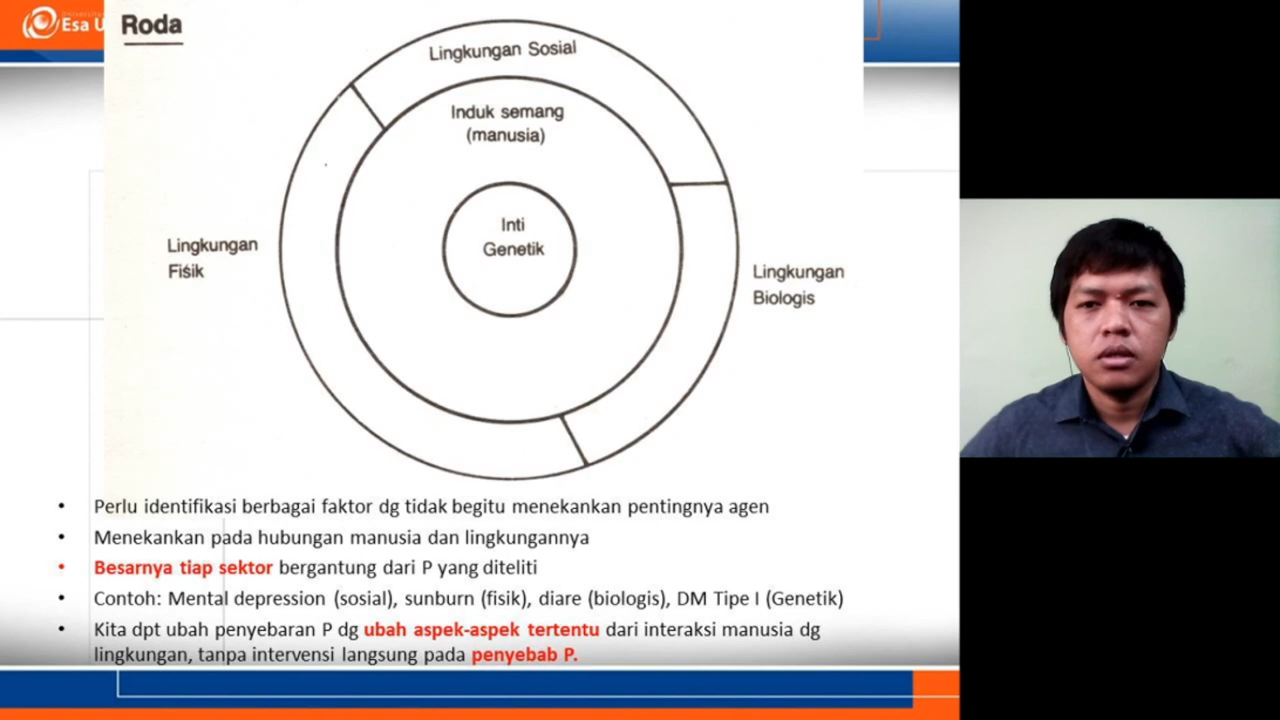 Esa U
Roda
Lingkungan Sosial
Induk semang
(manusia)
Inti
Genetik
Lingkungan
Fisik
Lingkungan
Biologis
• Perlu identifikasi berbagai faktor dg tidak begitu menekankan pentingnya agen
• Menekankan pada hubungan manusia dan lingkungannya
• Besarnya tiap sektor bergantung dari P yang diteliti
• Contoh: Mental depression (sosial), sunburn (fisik), diare (biologis), DM Tipe I (Genetik)
• Kita dpt ubah penyebaran P dg ubah aspek-aspek tertentu dari interaksi manusia dg
lingkungan, tanpa intervensi langsung pada penyebab P.